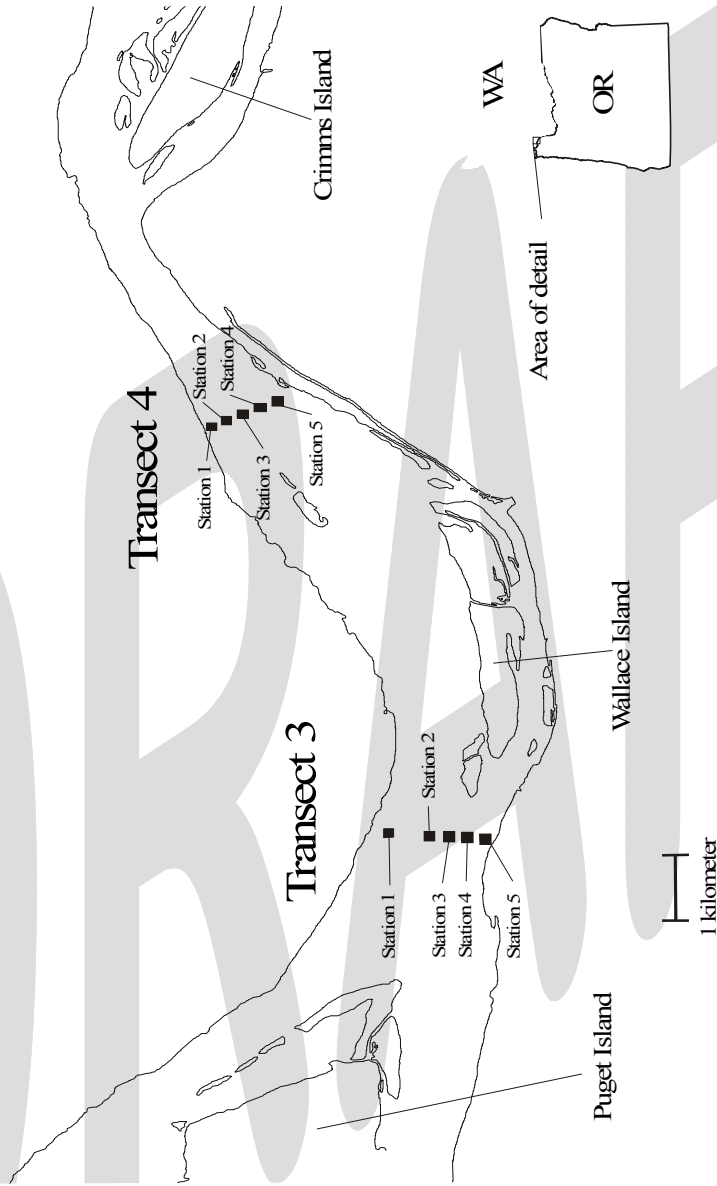 Crimms Island
WA
OR
Area of detail
Transect 4
Station 1
Station 2
Station 3
Station 4
Station 5
Wallace Island
Transect 3
Station 1
Station 2
Station 3
Station 4
Station 5
Puget Island
1 kilometer
DRAFT